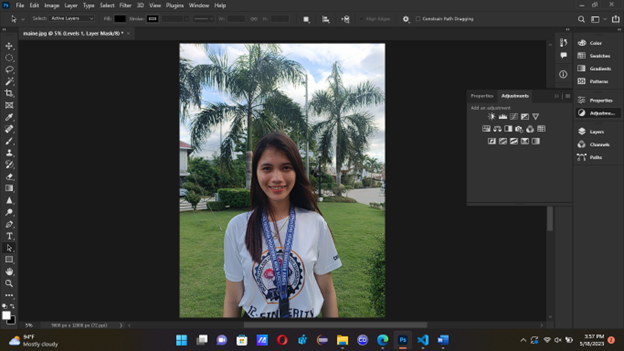 File Edit Image Layer Type Select Filter 3D View Plugins Window Help
Select: Active Layers Fill: Stroke: W: H: Align Edges Constrain Path Dragging
maine.jpg @ 5% (Levels 1, Layer Mask/8) *
Color
Swatches
Gradients
Patterns
Properties
Adjustme...
Layers
Channels
Paths
Properties Adjustments
Add an adjustment
5%
94°F
Mostly cloudy
3:57 PM
5/18/2023